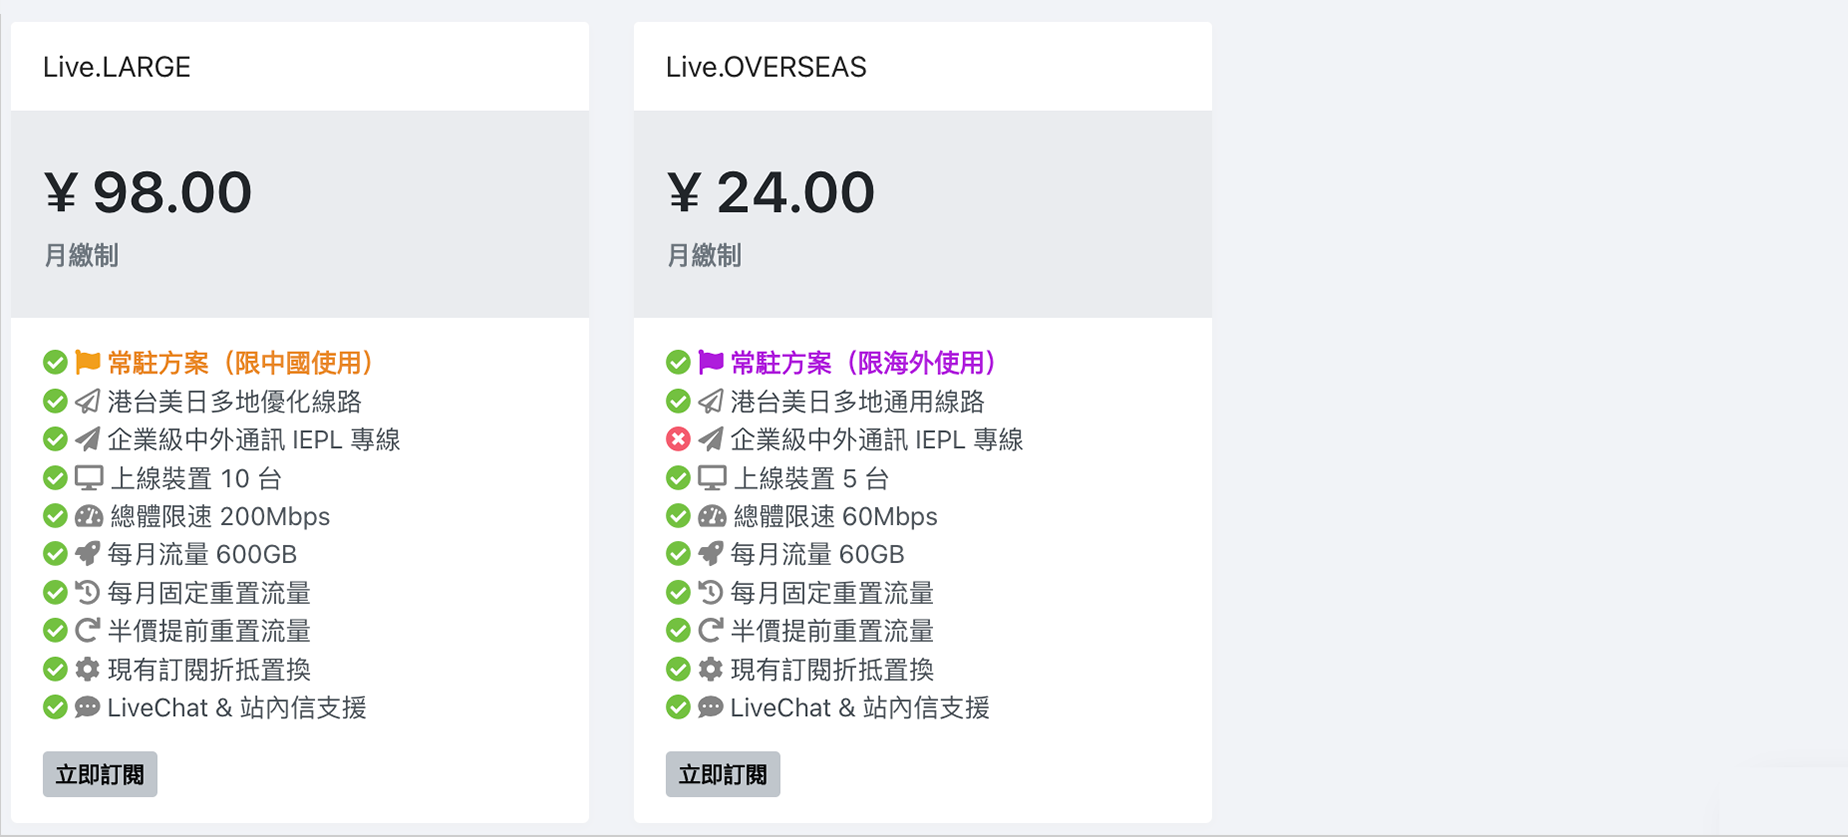 Live.LARGE
¥ 98.00
月繳制
常駐方案（限中國使用）
港台美日多地優化線路
企業級中外通訊 IEPL 專線
上線裝置 10 台
總體限速 200Mbps
每月流量 600GB
每月固定重置流量
半價提前重置流量
現有訂閱折抵置換
LiveChat & 站內信支援
立即訂閱
Live.OVERSEAS
¥ 24.00
月繳制
常駐方案（限海外使用）
港台美日多地通用線路
企業級中外通訊 IEPL 專線
上線裝置 5 台
總體限速 60Mbps
每月流量 60GB
每月固定重置流量
半價提前重置流量
現有訂閱折抵置換
LiveChat & 站內信支援
立即訂閱